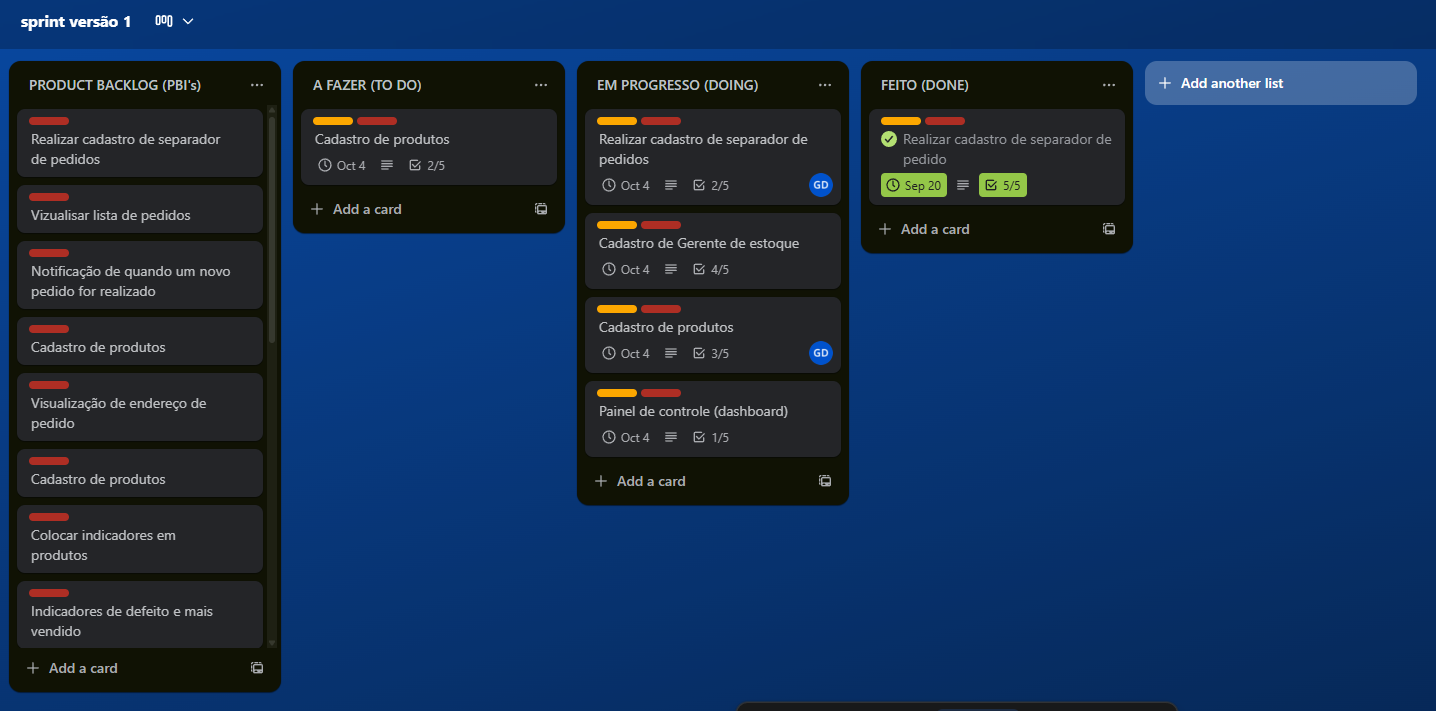 sprint versão 1
PRODUCT BACKLOG (PBI's)
Realizar cadastro de separador
de pedidos
Vizualisar lista de pedidos
Notificação de quando um novo
pedido for realizado
Cadastro de produtos
Visualização de endereço de
pedido
Cadastro de produtos
Colocar indicadores em
produtos
Indicadores de defeito e mais
vendido
Add a card
A FAZER (TO DO)
Cadastro de produtos
Oct 4 2/5
Add a card
EM PROGRESSO (DOING)
Realizar cadastro de separador de
pedidos
Oct 4 2/5 GD
Cadastro de Gerente de estoque
Oct 4 4/5
Cadastro de produtos
Oct 4 3/5 GD
Painel de controle (dashboard)
Oct 4 1/5
Add a card
FEITO (DONE)
Realizar cadastro de separador de
pedido
Sep 20 5/5
Add a card
Add another list